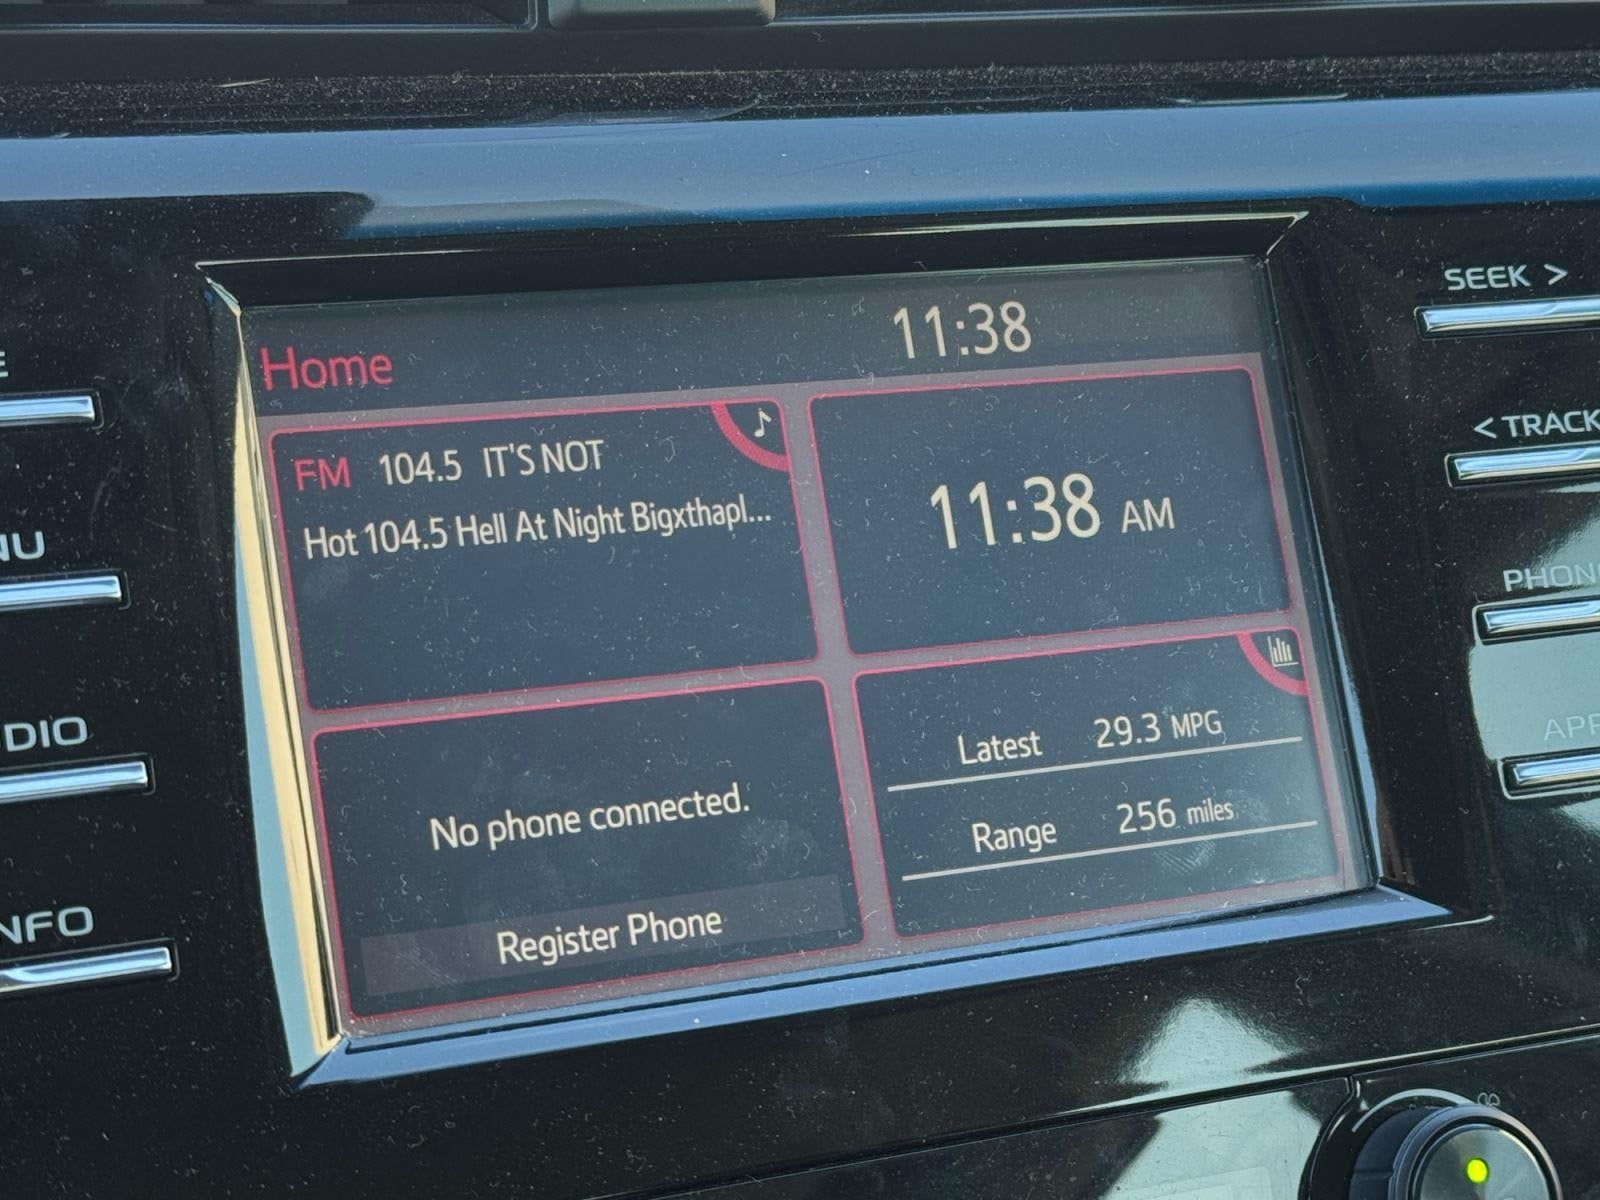 Home
11:38
FM 104.5 IT'S NOT
Hot 104.5 Hell At Night Bigxthapl...
11:38 AM
No phone connected.
Register Phone
Latest 29.3 MPG
Range 256 miles
SEEK >
< TRACK
PHON
APP
E
NU
DIO
NFO